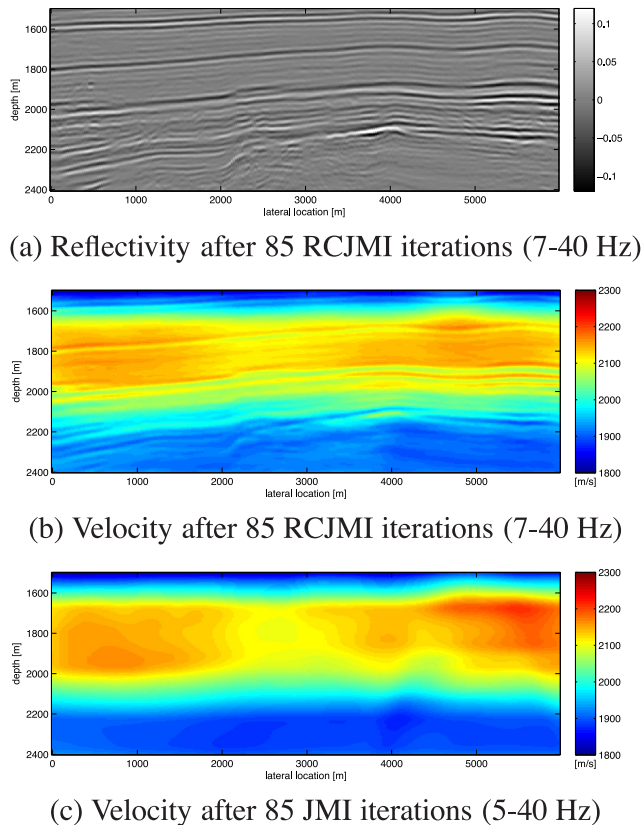 0.1
0.05
0
-0.05
-0.1
1600
1800
2000
2200
2400
depth [m]
0 1000 2000 3000 4000 5000
lateral location [m]
(a) Reflectivity after 85 RCJMI iterations (7-40 Hz)
2300
2200
2100
2000
1900
1800
[m/s]
1600
1800
2000
2200
2400
depth [m]
0 1000 2000 3000 4000 5000
lateral location [m]
(b) Velocity after 85 RCJMI iterations (7-40 Hz)
2300
2200
2100
2000
1900
1800
[m/s]
1600
1800
2000
2200
2400
depth [m]
0 1000 2000 3000 4000 5000
lateral location [m]
(c) Velocity after 85 JMI iterations (5-40 Hz)